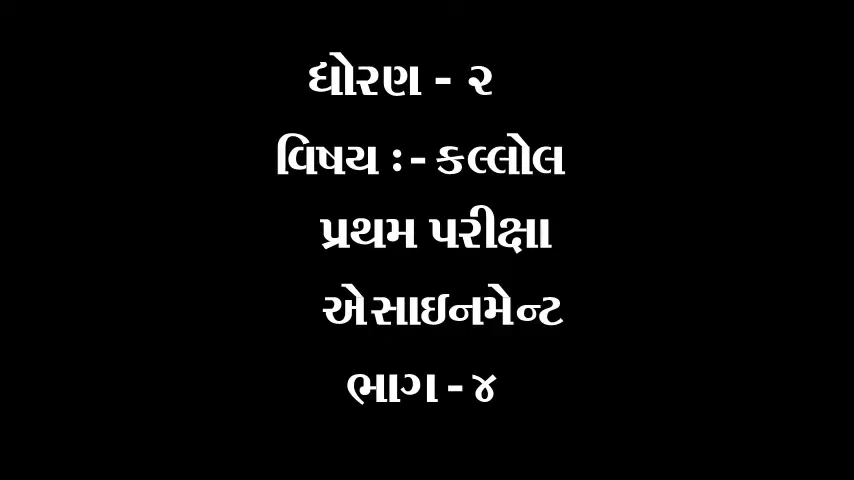 ધોરણ - ૨
વિષય :- કલ્લોલ
પ્રથમ પરીક્ષા
એસાઇનમેન્ટ
ભાગ - ૪